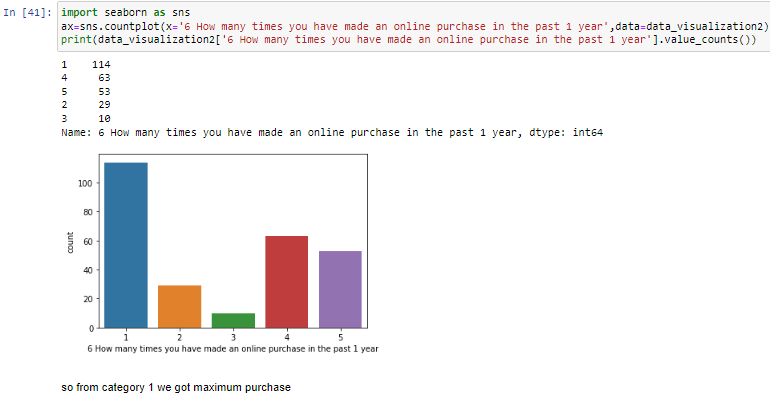 In [41]: import seaborn as sns
ax=sns.countplot(x='6 How many times you have made an online purchase in the past 1 year',data=data_visualization2)
print(data_visualization2['6 How many times you have made an online purchase in the past 1 year'].value_counts())
1 114
4 63
5 53
2 29
3 10
Name: 6 How many times you have made an online purchase in the past 1 year, dtype: int64
100
80
60
40
20
0
count
1 2 3 4 5
6 How many times you have made an online purchase in the past 1 year
so from category 1 we got maximum purchase